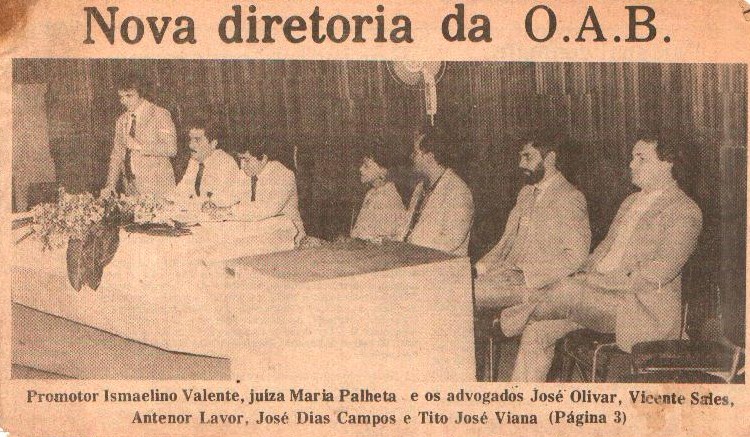 Nova diretoria da O.A.B.
Promotor Ismaelino Valente, juíza Maria Palheta e os advogados José Olivar, Vicente Sales,
Antenor Lavor, José Dias Campos e Tito José Viana (Página 3)